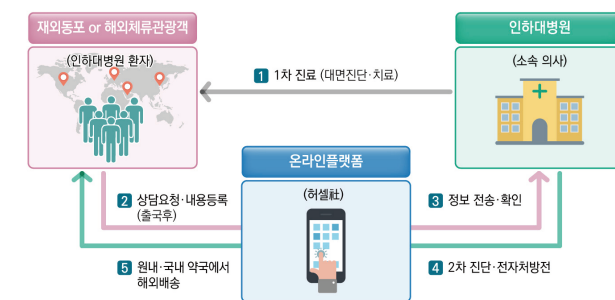 재외동포 or 해외체류관광객
(인하대병원 환자)
인하대병원
(소속 의사)
1 1차 진료 (대면진단·치료)
온라인플랫폼
(허셀社)
2 상담요청·내용등록
(출국후)
3 정보 전송·확인
5 원내·국내 약국에서
해외배송
4 2차 진단·전자처방전